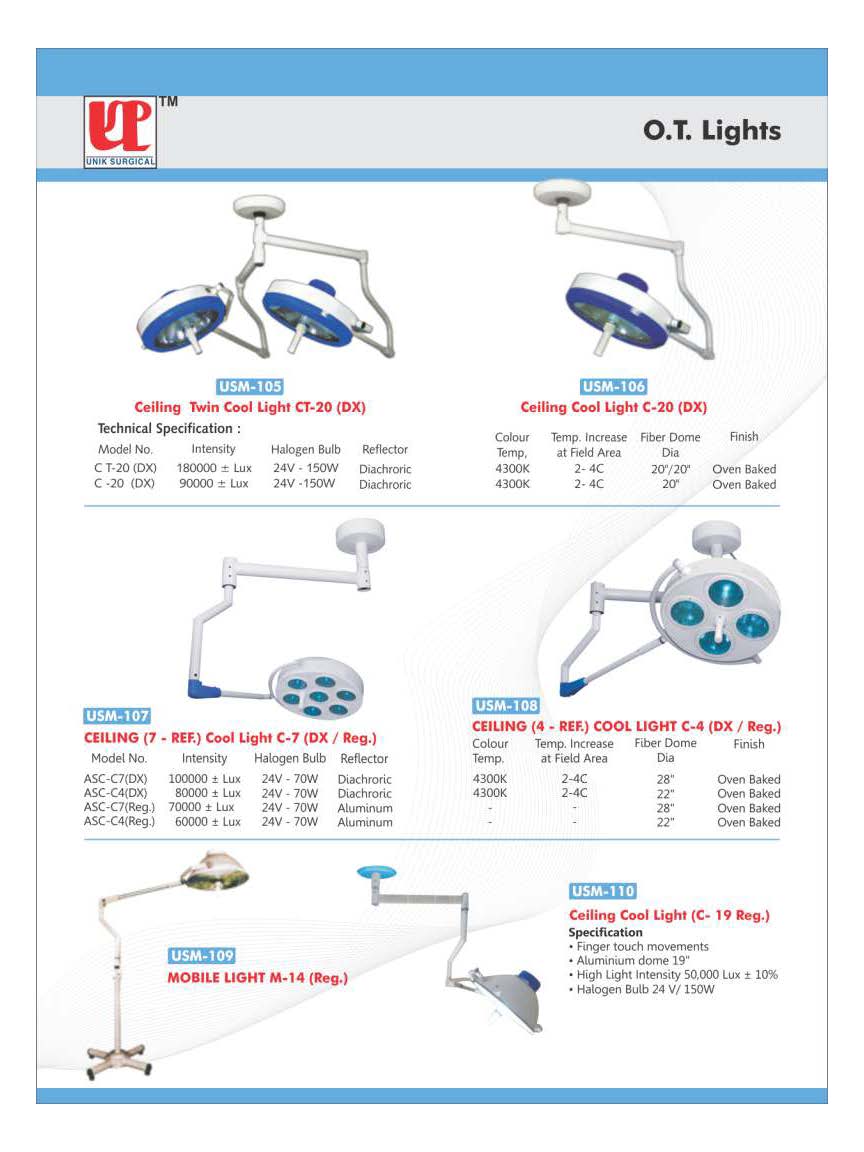 UP TM
UNIK SURGICAL
O.T. Lights
USM-105
Ceiling Twin Cool Light CT-20 (DX)
USM-106
Ceiling Cool Light C-20 (DX)
Technical Specification :
Model No. Intensity Halogen Bulb Reflector Colour Temp, Temp. Increase at Field Area Fiber Dome Dia Finish
C T-20 (DX) 180000 ± Lux 24V - 150W Diachroric 4300K 2- 4C 20"/20" Oven Baked
C -20 (DX) 90000 ± Lux 24V -150W Diachroric 4300K 2- 4C 20" Oven Baked
USM-107
CEILING (7 - REF.) Cool Light C-7 (DX / Reg.)
USM-108
CEILING (4 - REF.) COOL LIGHT C-4 (DX / Reg.)
Model No. Intensity Halogen Bulb Reflector Colour Temp. Temp. Increase at Field Area Fiber Dome Dia Finish
ASC-C7(DX) 100000 ± Lux 24V - 70W Diachroric 4300K 2-4C 28" Oven Baked
ASC-C4(DX) 80000 ± Lux 24V - 70W Diachroric 4300K 2-4C 22" Oven Baked
ASC-C7(Reg.) 70000 ± Lux 24V - 70W Aluminum - - 28" Oven Baked
ASC-C4(Reg.) 60000 ± Lux 24V - 70W Aluminum - - 22" Oven Baked
USM-109
MOBILE LIGHT M-14 (Reg.)
USM-110
Ceiling Cool Light (C- 19 Reg.)
Specification
• Finger touch movements
• Aluminium dome 19"
• High Light Intensity 50,000 Lux ± 10%
• Halogen Bulb 24 V/ 150W